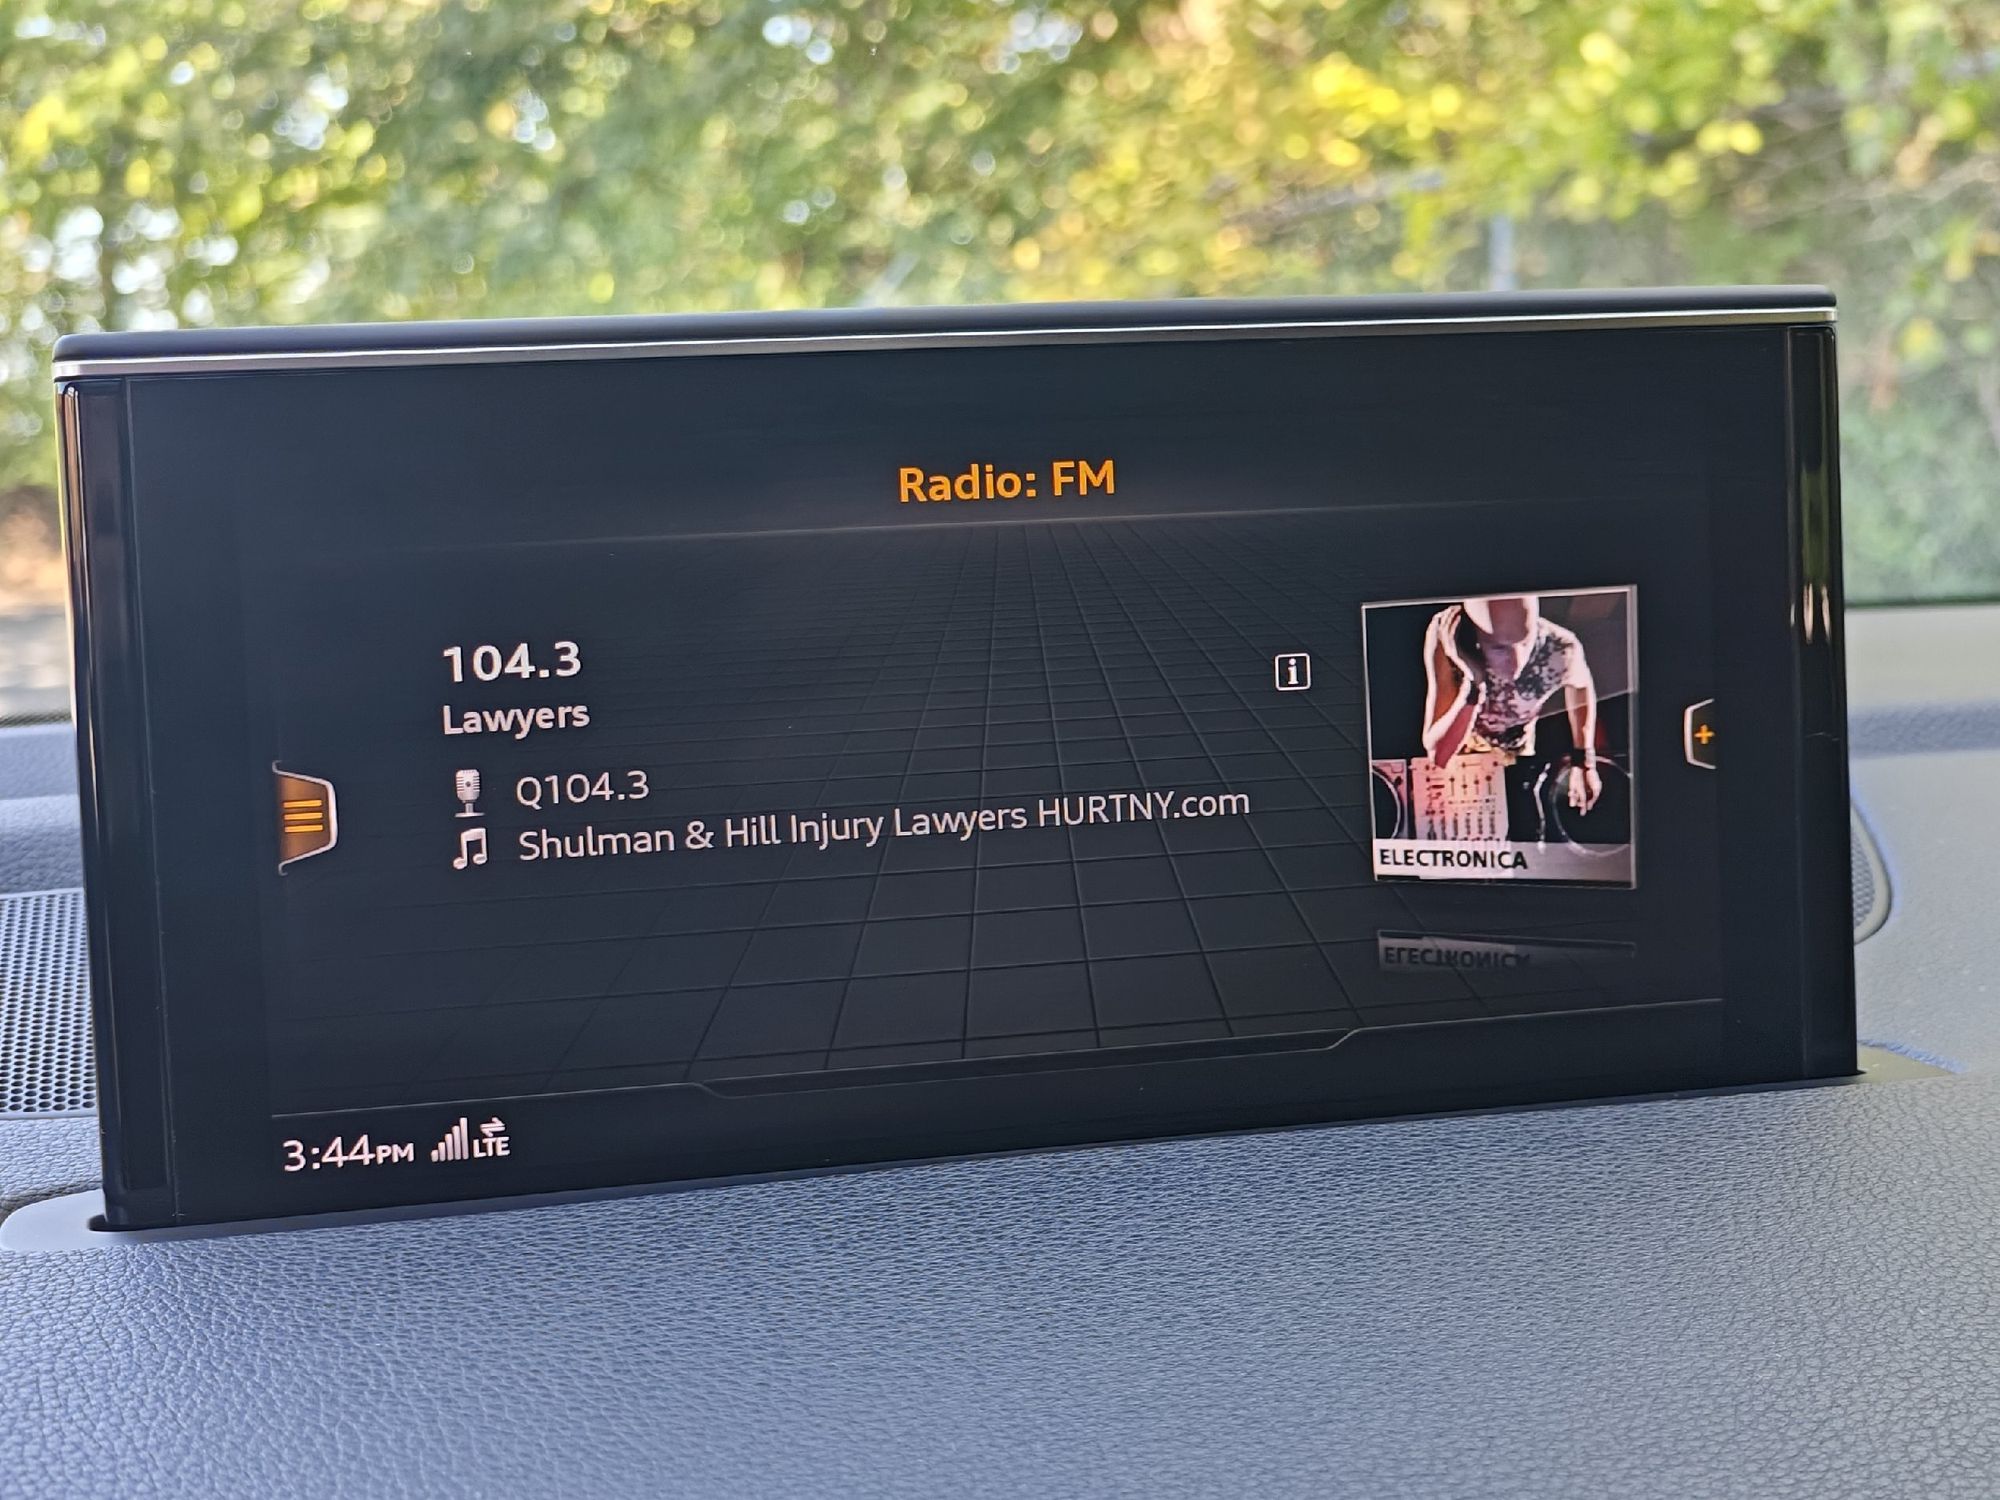 Radio: FM
104.3
Lawyers
Q104.3
Shulman & Hill Injury Lawyers HURTNY.com
ELECTRONICA
3:44PM LTE